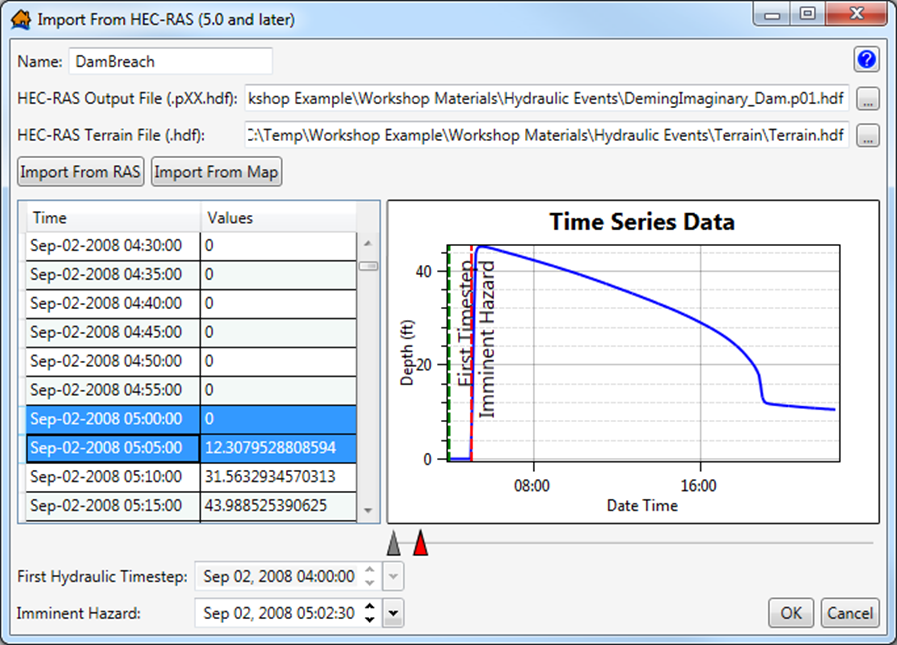 Import From HEC-RAS (5.0 and later)
Name: DamBreach
HEC-RAS Output File (.pXX.hdf): kshop Example\Workshop Materials\Hydraulic Events\DemingImaginary_Dam.p01.hdf ...
HEC-RAS Terrain File (.hdf): C:\Temp\Workshop Example\Workshop Materials\Hydraulic Events\Terrain\Terrain.hdf ...
Import From RAS Import From Map
Time Values
Sep-02-2008 04:30:00 0
Sep-02-2008 04:35:00 0
Sep-02-2008 04:40:00 0
Sep-02-2008 04:45:00 0
Sep-02-2008 04:50:00 0
Sep-02-2008 04:55:00 0
Sep-02-2008 05:00:00 0
Sep-02-2008 05:05:00 12.3079528808594
Sep-02-2008 05:10:00 31.5632934570313
Sep-02-2008 05:15:00 43.988525390625
Time Series Data
Depth (ft)
40
20
0
First Timestep
Imminent Hazard
08:00 16:00
Date Time
First Hydraulic Timestep: Sep 02, 2008 04:00:00
Imminent Hazard: Sep 02, 2008 05:02:30
OK Cancel